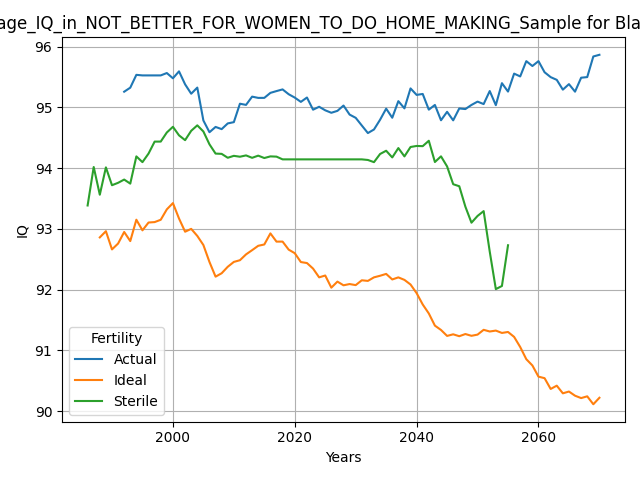 age_IQ_in_NOT_BETTER_FOR_WOMEN_TO_DO_HOME_MAKING_Sample for Bla
96
95
94
93
92
91
90
IQ
Fertility
Actual
Ideal
Sterile
2000 2020 2040 2060
Years